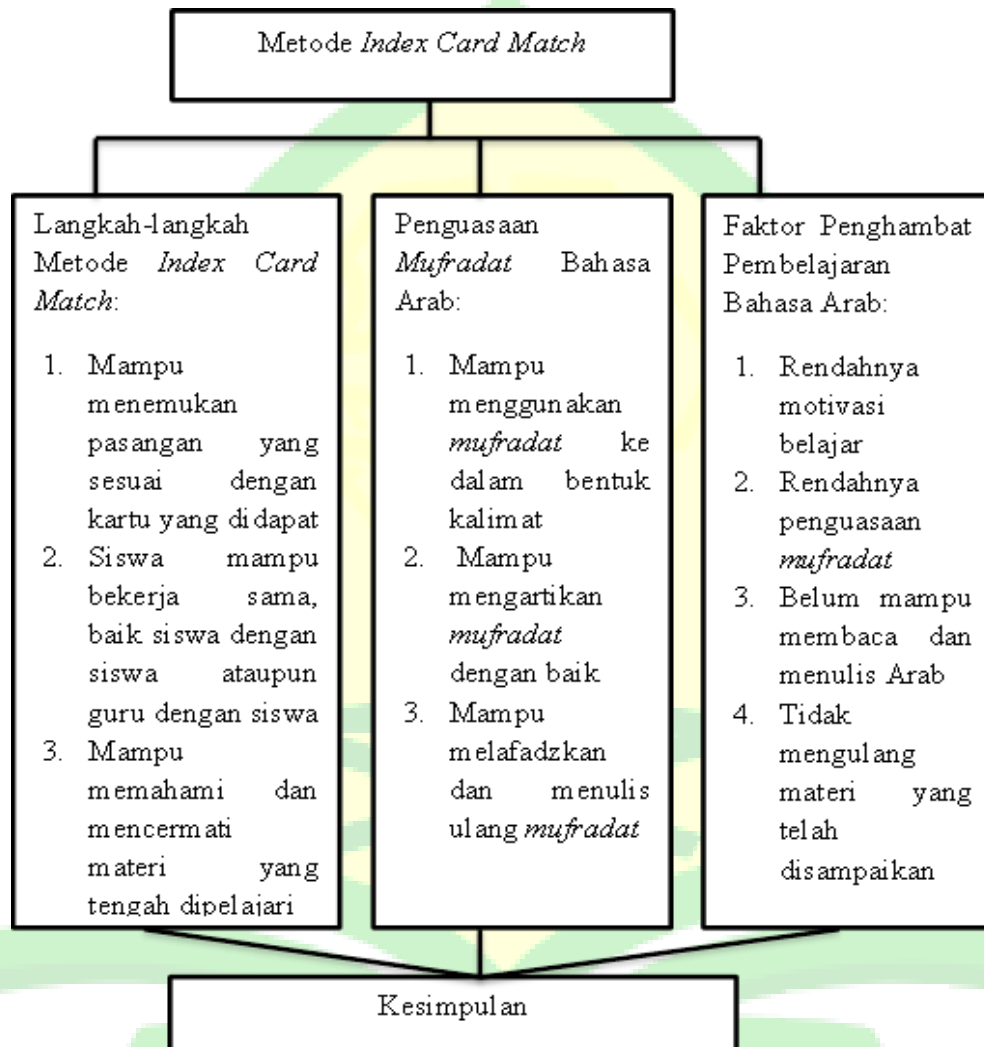 Metode Index Card Match
Langkah-langkah
Metode Index Card
Match:
1. Mampu
menemukan
pasangan yang
sesuai dengan
kartu yang didapat
2. Siswa mampu
bekerja sama,
baik siswa dengan
siswa ataupun
guru dengan siswa
3. Mampu
memahami dan
mencermati
materi yang
tengah dipelajari
Penguasaan
Mufradat Bahasa
Arab:
1. Mampu
menggunakan
mufradat ke
dalam bentuk
kalimat
2. Mampu
mengartikan
mufradat
dengan baik
3. Mampu
melafadzkan
dan menulis
ulang mufradat
Faktor Penghambat
Pembelajaran
Bahasa Arab:
1. Rendahnya
motivasi
belajar
2. Rendahnya
penguasaan
mufradat
3. Belum mampu
membaca dan
menulis Arab
4. Tidak
mengulang
materi yang
telah
disampaikan
Kesimpulan